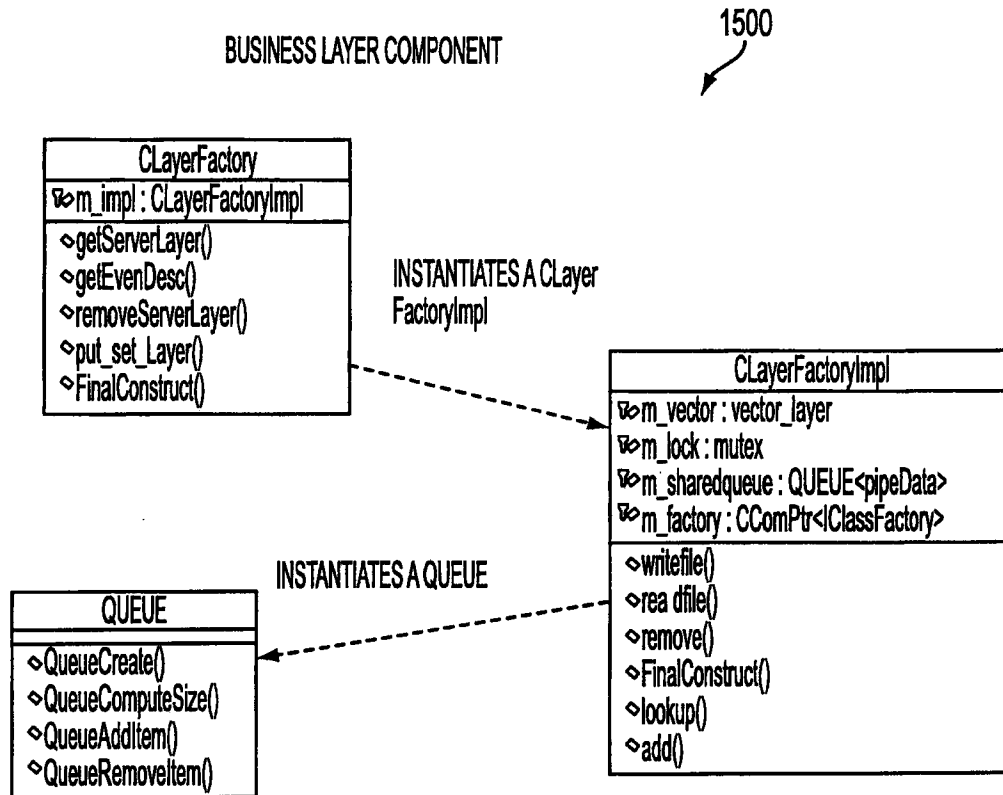 BUSINESS LAYER COMPONENT
1500
CLayerFactory
m_impl : CLayerFactoryImpl
getServerLayer()
getEvenDesc()
removeServerLayer()
put_set_Layer()
FinalConstruct()
INSTANTIATES A CLayer
FactoryImpl
CLayerFactoryImpl
m_vector : vector_layer
m_lock : mutex
m_sharedqueue : QUEUE<pipeData>
m_factory : CComPtr<IClassFactory>
writefile()
rea dfile()
remove()
FinalConstruct()
lookup()
add()
INSTANTIATES A QUEUE
QUEUE
QueueCreate()
QueueComputeSize()
QueueAddItem()
QueueRemoveItem()